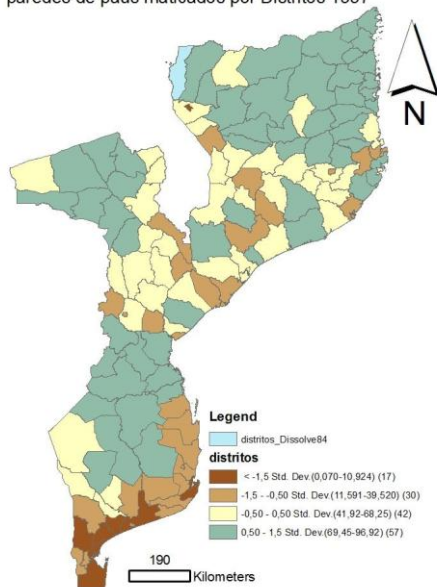 paredes de paus maticados por Distritos 1997
N
Legend
distritos_Dissolve84
distritos
< -1,5 Std. Dev.(0,070-10,924) (17)
-1,5 - -0,50 Std. Dev.(11,591-39,520) (30)
-0,50 - 0,50 Std. Dev.(41,92-68,25) (42)
0,50 - 1,5 Std. Dev.(69,45-96,92) (57)
190
Kilometers